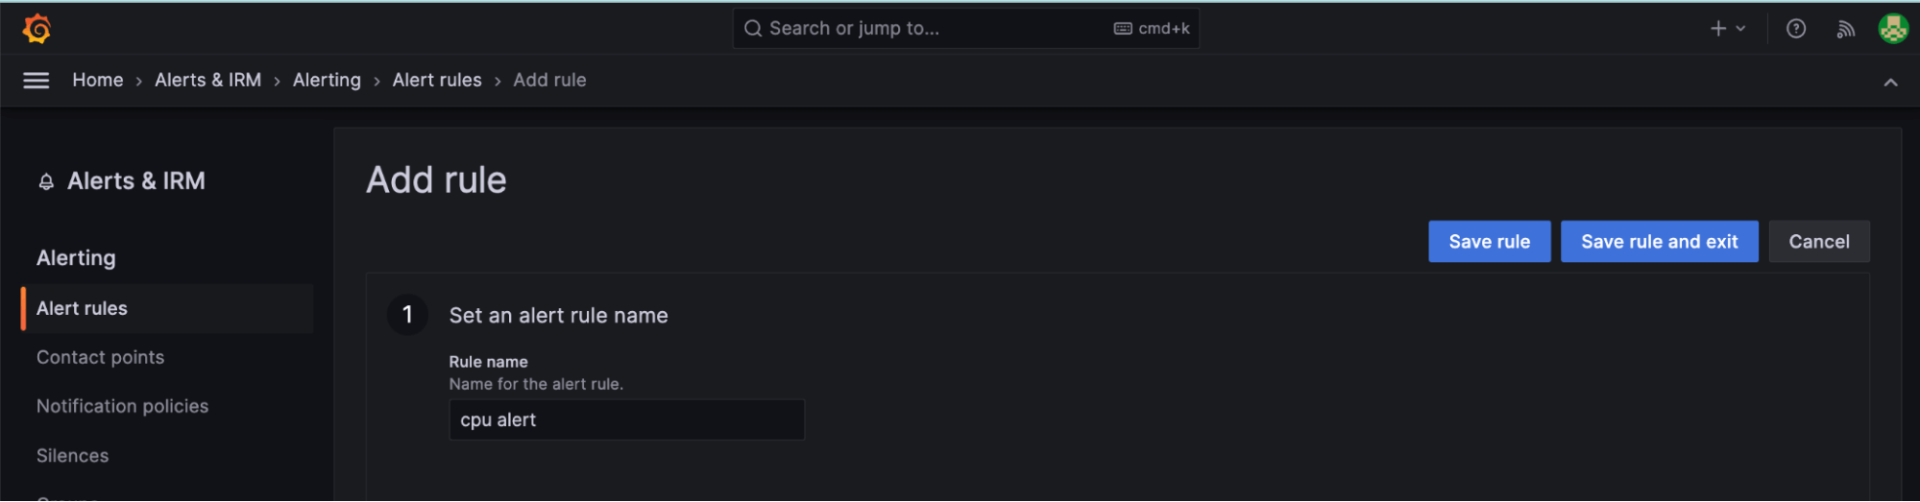 Search or jump to...
cmd+k
Home > Alerts & IRM > Alerting > Alert rules > Add rule
Alerts & IRM
Alerting
Alert rules
Contact points
Notification policies
Silences
Add rule
Save rule
Save rule and exit
Cancel
1
Set an alert rule name
Rule name
Name for the alert rule.
cpu alert